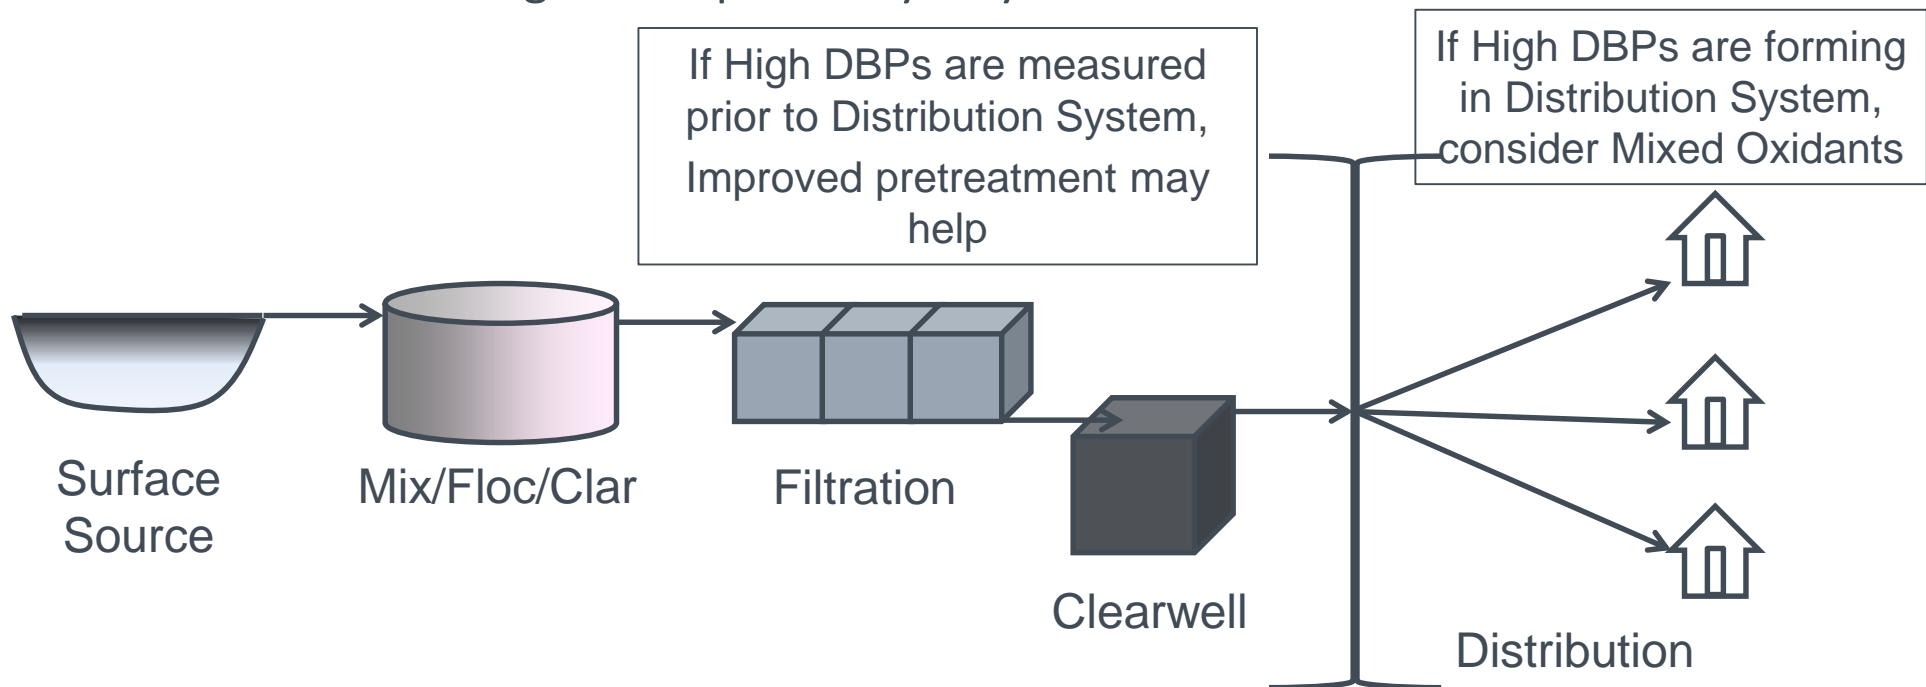 If High DBPs are measured
prior to Distribution System,
Improved pretreatment may
help
If High DBPs are forming
in Distribution System,
consider Mixed Oxidants
Surface
Source
Mix/Floc/Clar
Filtration
Clearwell
Distribution